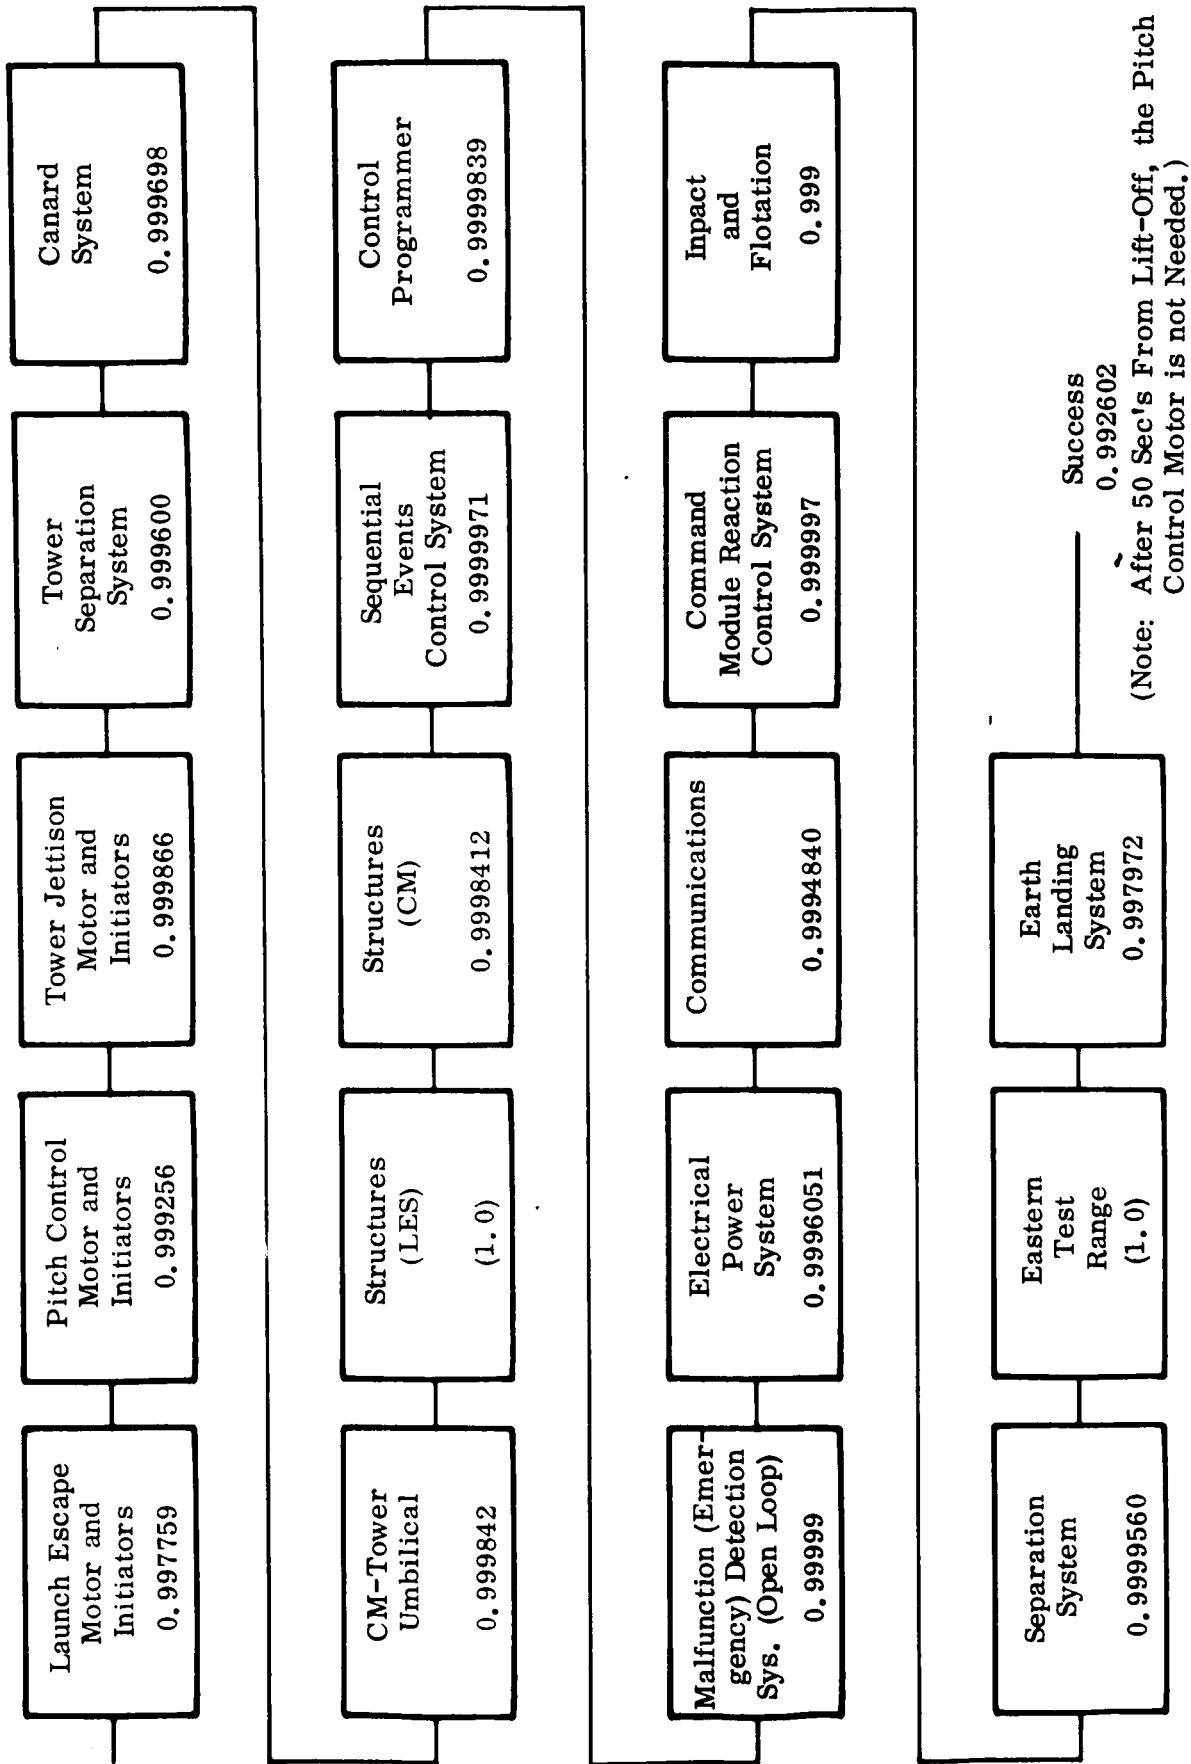 Launch Escape
Motor and
Initiators
0.997759
Pitch Control
Motor and
Initiators
0.999256
Tower Jettison
Motor and
Initiators
0.999866
Tower
Separation
System
0.999600
Canard
System
0.999698
CM-Tower
Umbilical
0.999842
Structures
(LES)
(1.0)
Structures
(CM)
0.9998412
Sequential
Events
Control System
0.9999971
Control
Programmer
0.9999839
Malfunction (Emer-
gency) Detection
Sys. (Open Loop)
0.99999
Electrical
Power
System
0.9996051
Communications
0.9994840
Command
Module Reaction
Control System
0.999997
Inpact
and
Flotation
0.999
Separation
System
0.9999560
Eastern
Test
Range
(1.0)
Earth
Landing
System
0.997972
Success
0.992602
(Note: After 50 Sec's From Lift-Off, the Pitch
Control Motor is not Needed.)